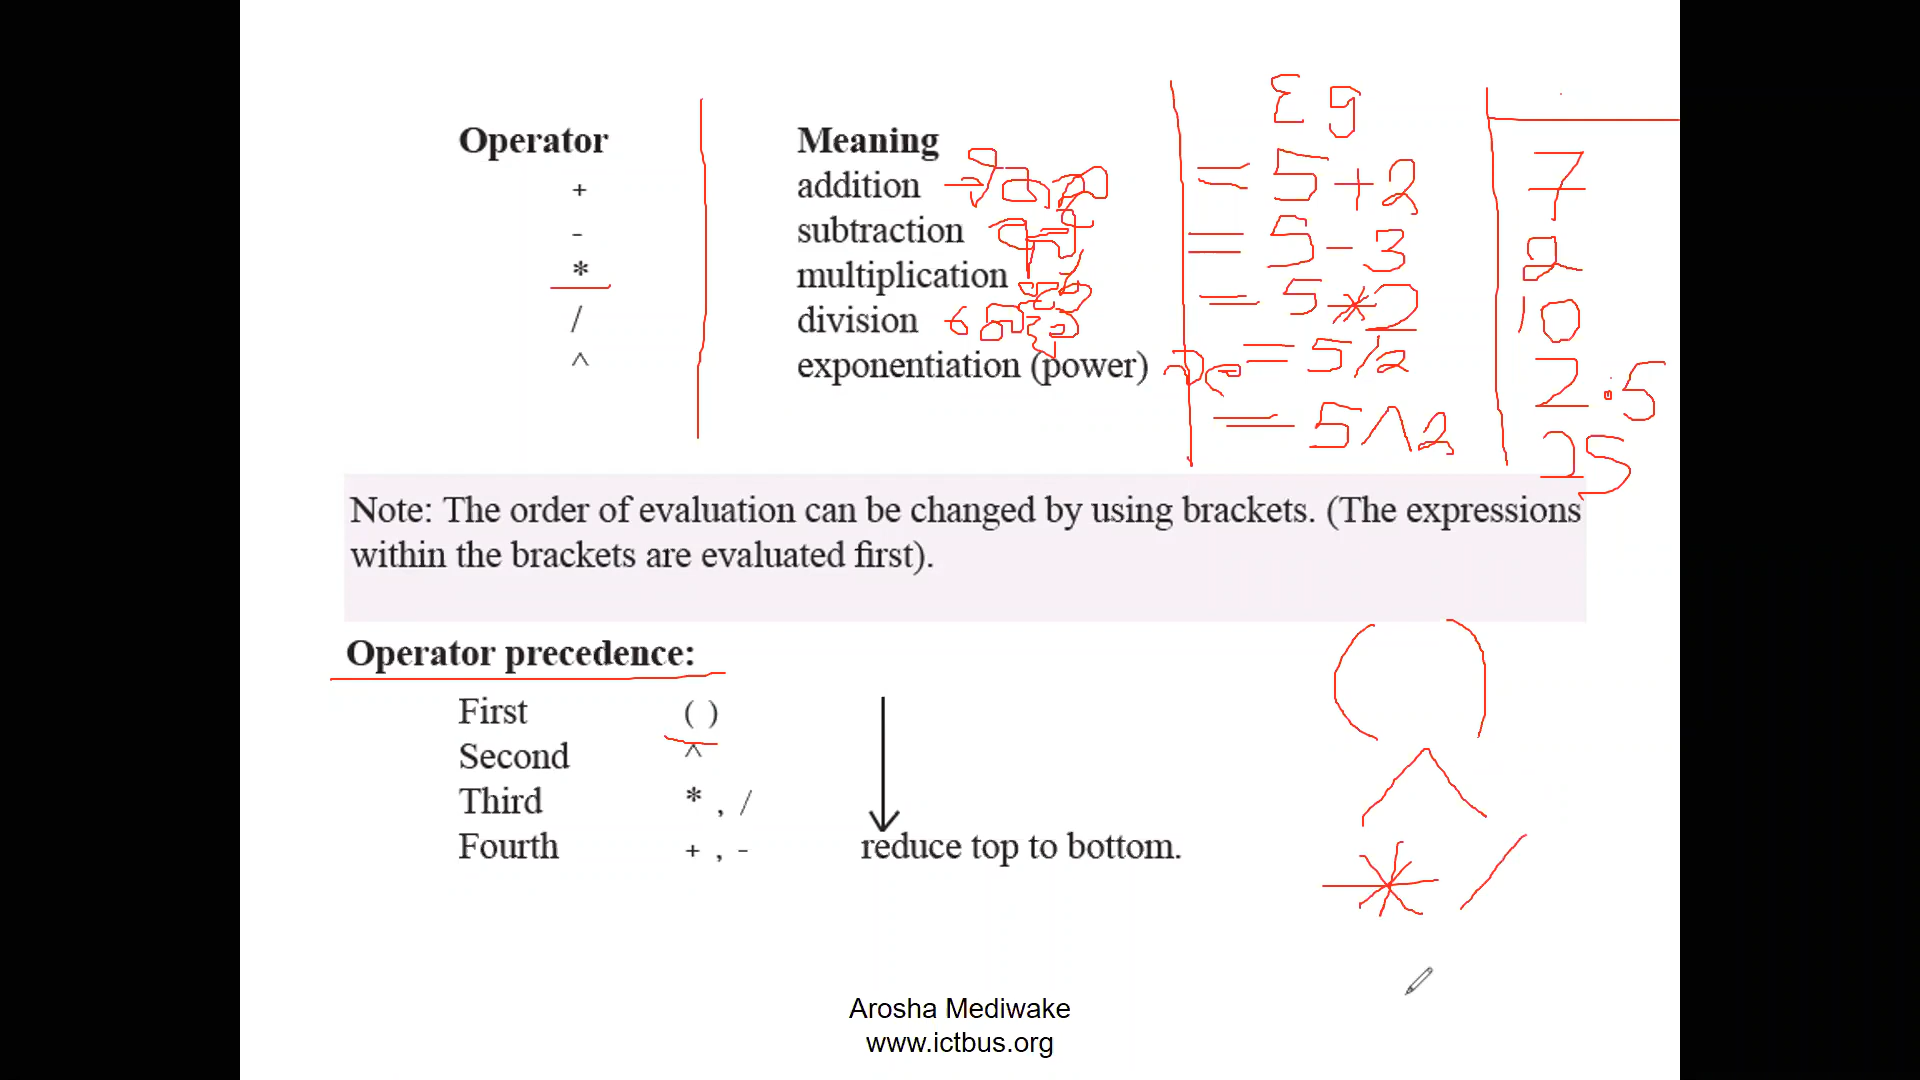 Operator Meaning Eg
+ addition = 5 + 2 7
- subtraction = 5 - 3 2
* multiplication = 5 * 2 10
/ division = 5 / 2 2.5
^ exponentiation (power) = 5 ^ 2 25
Note: The order of evaluation can be changed by using brackets. (The expressions
within the brackets are evaluated first).
Operator precedence:
First ( )
Second ^
Third * , /
Fourth + , - reduce top to bottom.
( )
^
* /
Arosha Mediwake
www.ictbus.org